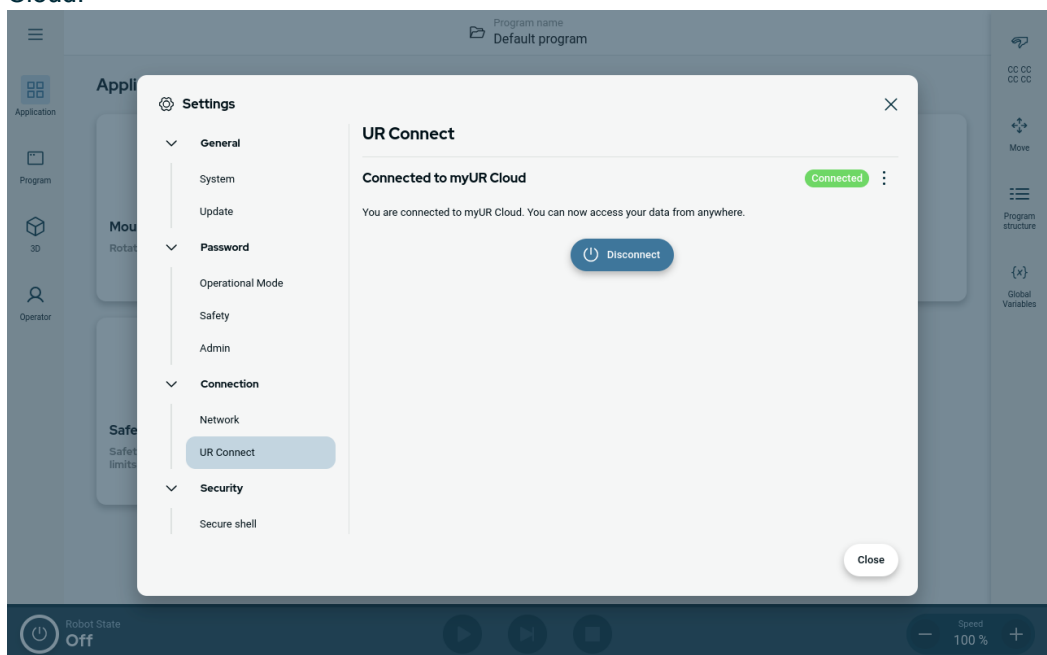 Cloud.
Program name
Default program
CC CC
CC CC
Application
Program
3D
Operator
Appli
Mou
Rotat
Safe
Safet
limits
Settings
General
System
Update
Password
Operational Mode
Safety
Admin
Connection
Network
UR Connect
Security
Secure shell
UR Connect
Connected to myUR Cloud
Connected
You are connected to myUR Cloud. You can now access your data from anywhere.
Disconnect
Close
Move
Program
structure
{x}
Global
Variables
Robot State
Off
Speed
100 %